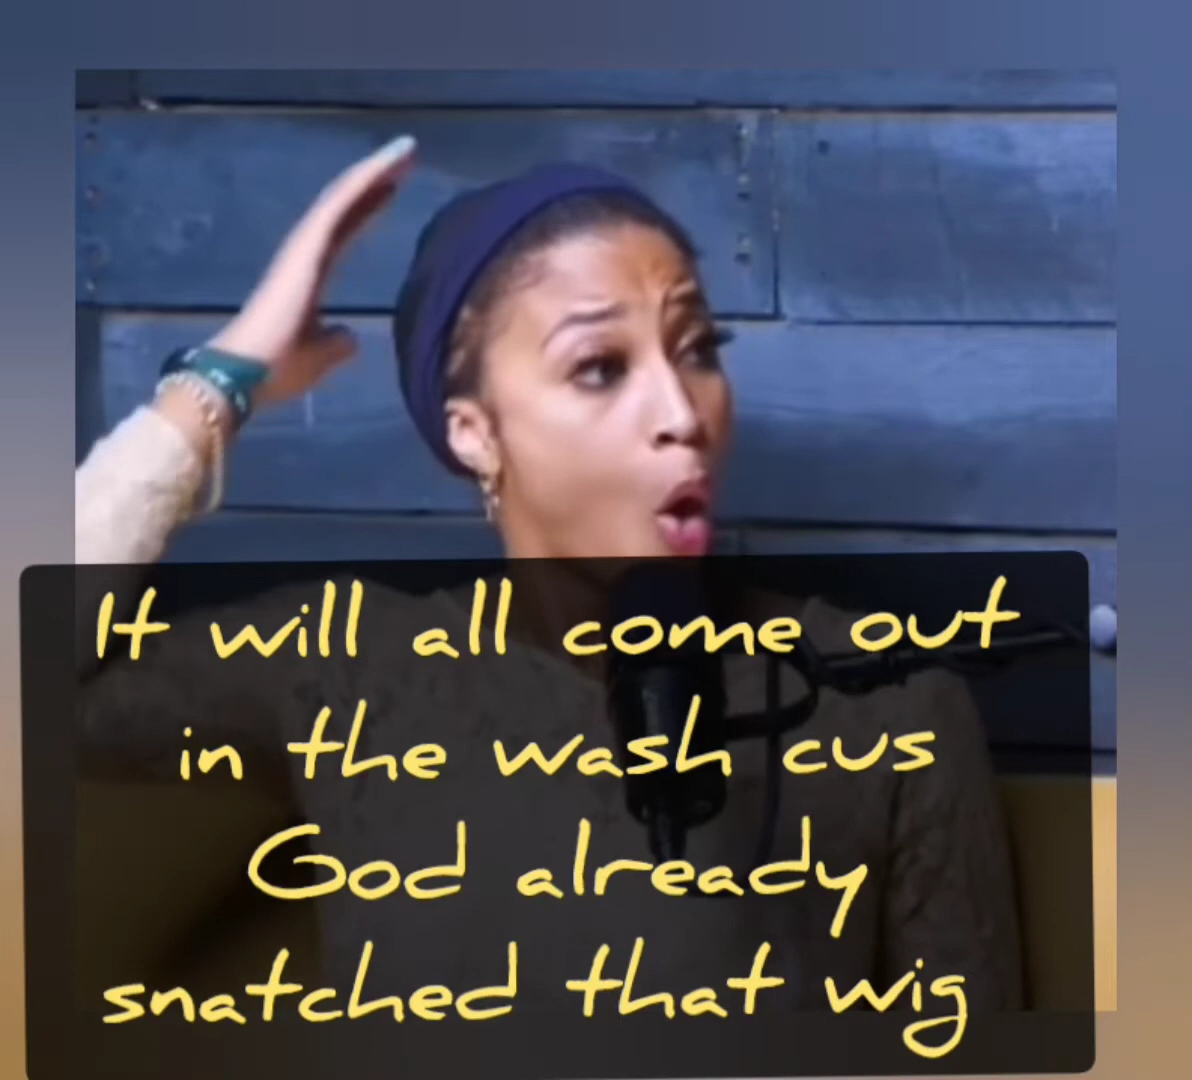 It will all come out
in the wash cus
God already
snatched that wig